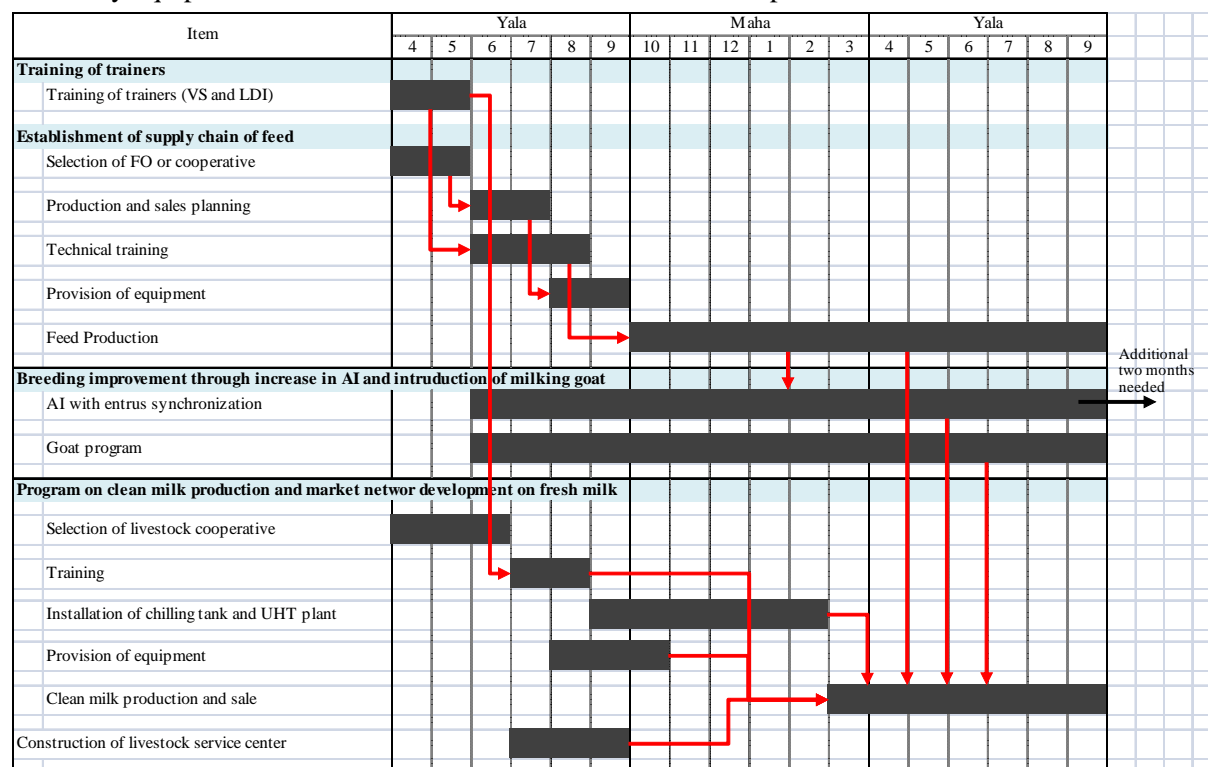 Item
Yala Maha Yala
4 5 6 7 8 9 10 11 12 1 2 3 4 5 6 7 8 9
Training of trainers
Training of trainers (VS and LDI)
Establishment of supply chain of feed
Selection of FO or cooperative
Production and sales planning
Technical training
Provision of equipment
Feed Production
Additional
two months
needed
Breeding improvement through increase in AI and intruduction of milking goat
AI with entrus synchronization
Goat program
Program on clean milk production and market networ development on fresh milk
Selection of livestock cooperative
Training
Installation of chilling tank and UHT plant
Provision of equipment
Clean milk production and sale
Construction of livestock service center